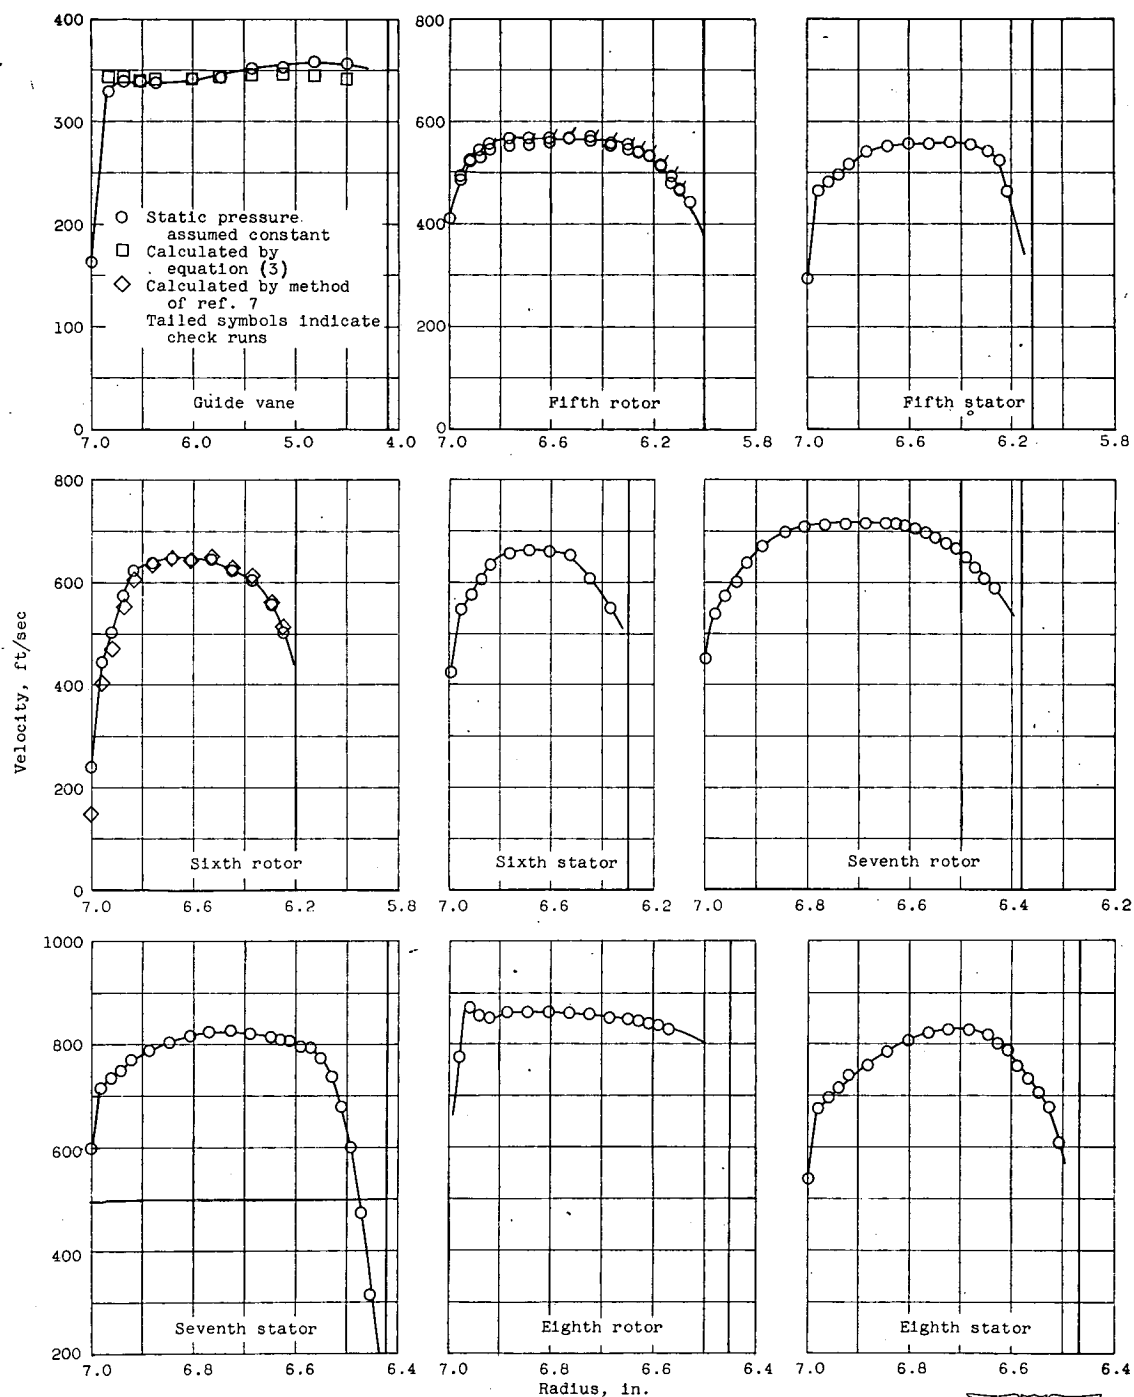 400
300
200
100
0
Static pressure
assumed constant
Calculated by
equation (3)
Calculated by method
of ref. 7
Tailed symbols indicate
check runs
Guide vane
7.0 6.0 5.0 4.0
800
600
400
200
0
Fifth rotor
7.0 6.6 6.2 5.8
Fifth stator
7.0 6.6 6.2 5.8
Velocity, ft/sec
800
600
400
200
0
Sixth rotor
7.0 6.6 6.2 5.8
Sixth stator
7.0 6.6 6.2
Seventh rotor
7.0 6.8 6.6 6.4 6.2
1000
800
600
400
200
Seventh stator
7.0 6.8 6.6 6.4
Eighth rotor
7.0 6.8 6.6 6.4
Eighth stator
7.0 6.8 6.6 6.4
Radius, in.